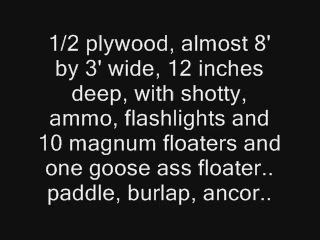 1/2 plywood, almost 8'
by 3' wide, 12 inches
deep, with shotty,
ammo, flashlights and
10 magnum floaters and
one goose ass floater..
paddle, burlap, ancor..